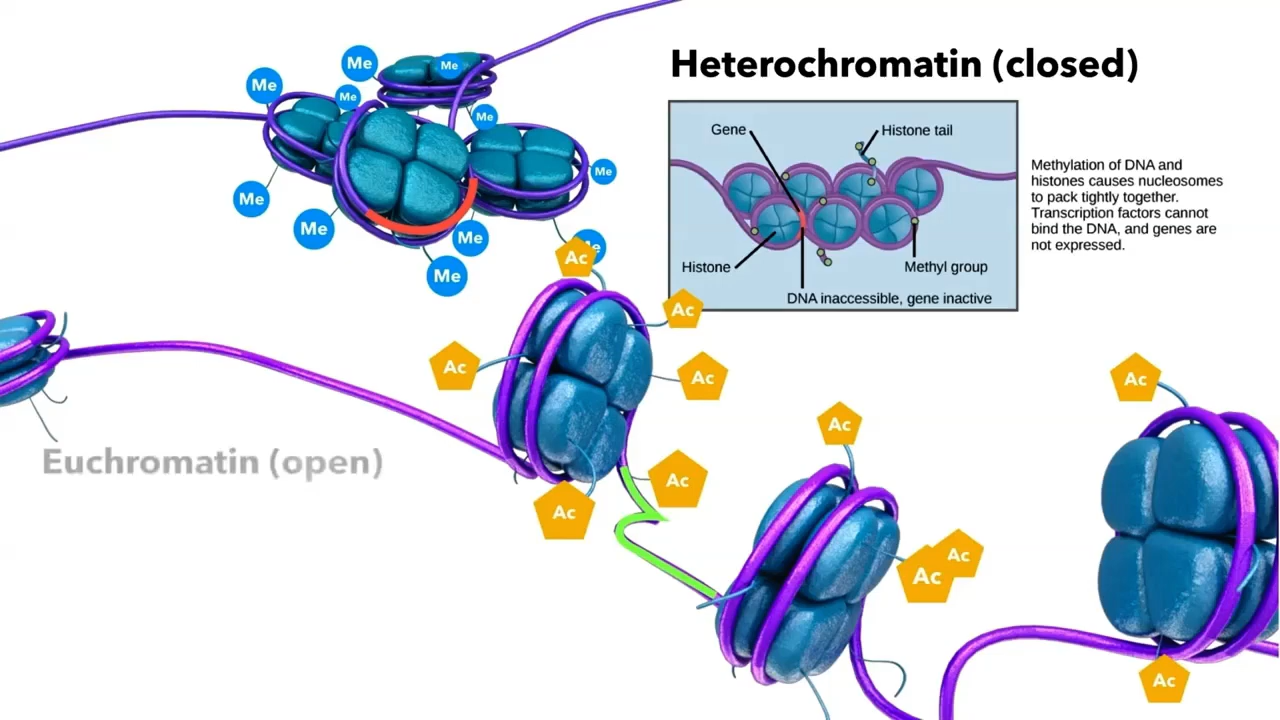 Heterochromatin (closed)
Me
Me
Me
Me
Me
Me
Me
Me
Me
Me
Me
Gene
Histone tail
Histone
Methyl group
DNA inaccessible, gene inactive
Methylation of DNA and
histones causes nucleosomes
to pack tightly together.
Transcription factors cannot
bind the DNA, and genes are
not expressed.
Euchromatin (open)
Ac
Ac
Ac
Ac
Ac
Ac
Ac
Ac
Ac
Ac
Ac